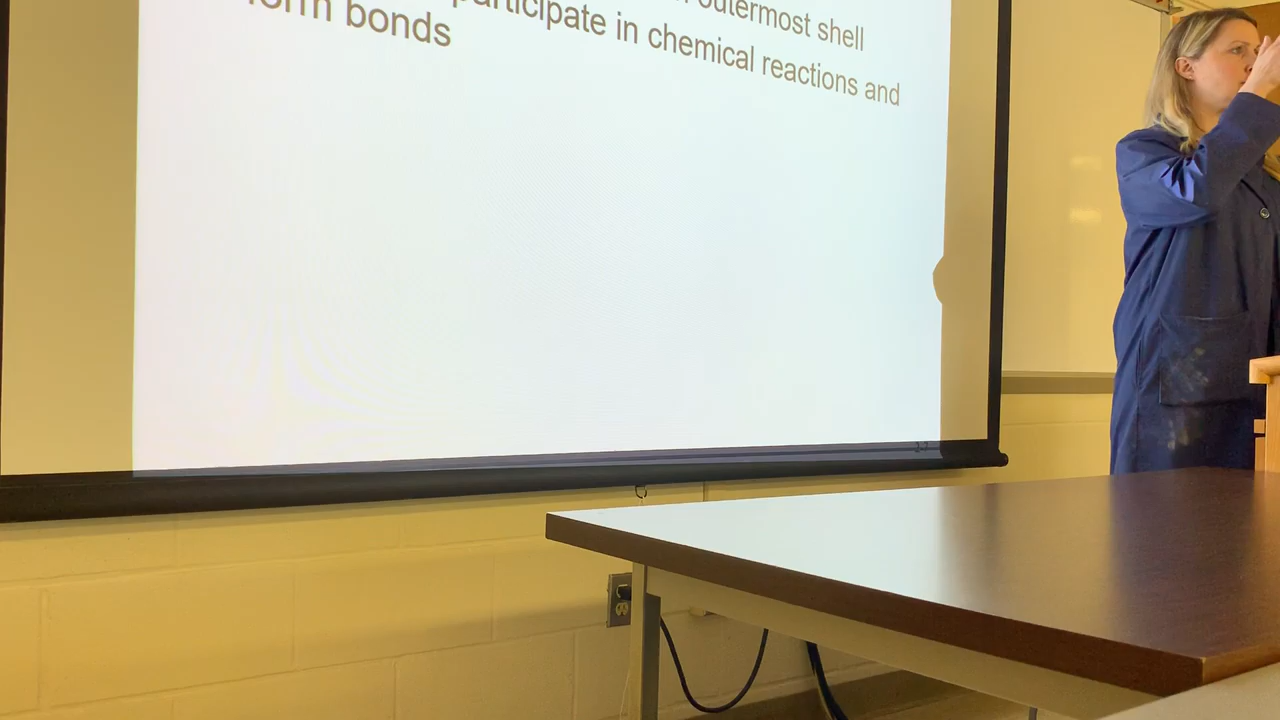 outermost shell
participate in chemical reactions and
form bonds